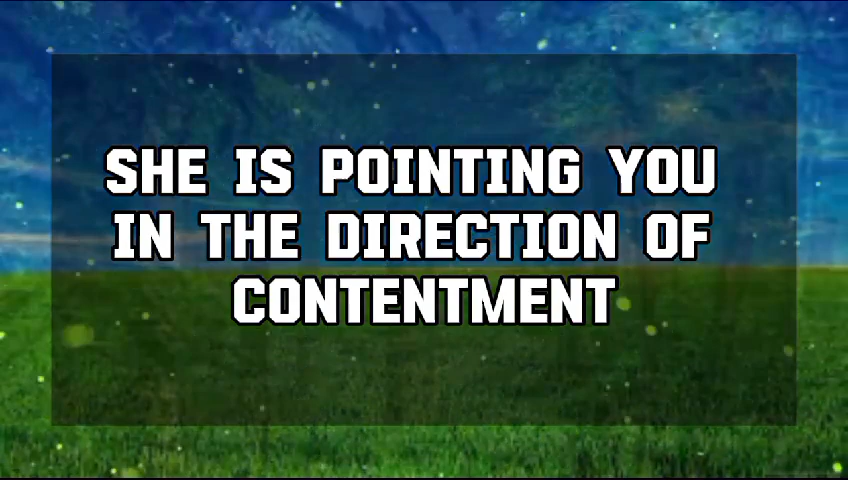 SHE IS POINTING YOU
IN THE DIRECTION OF
CONTENTMENT